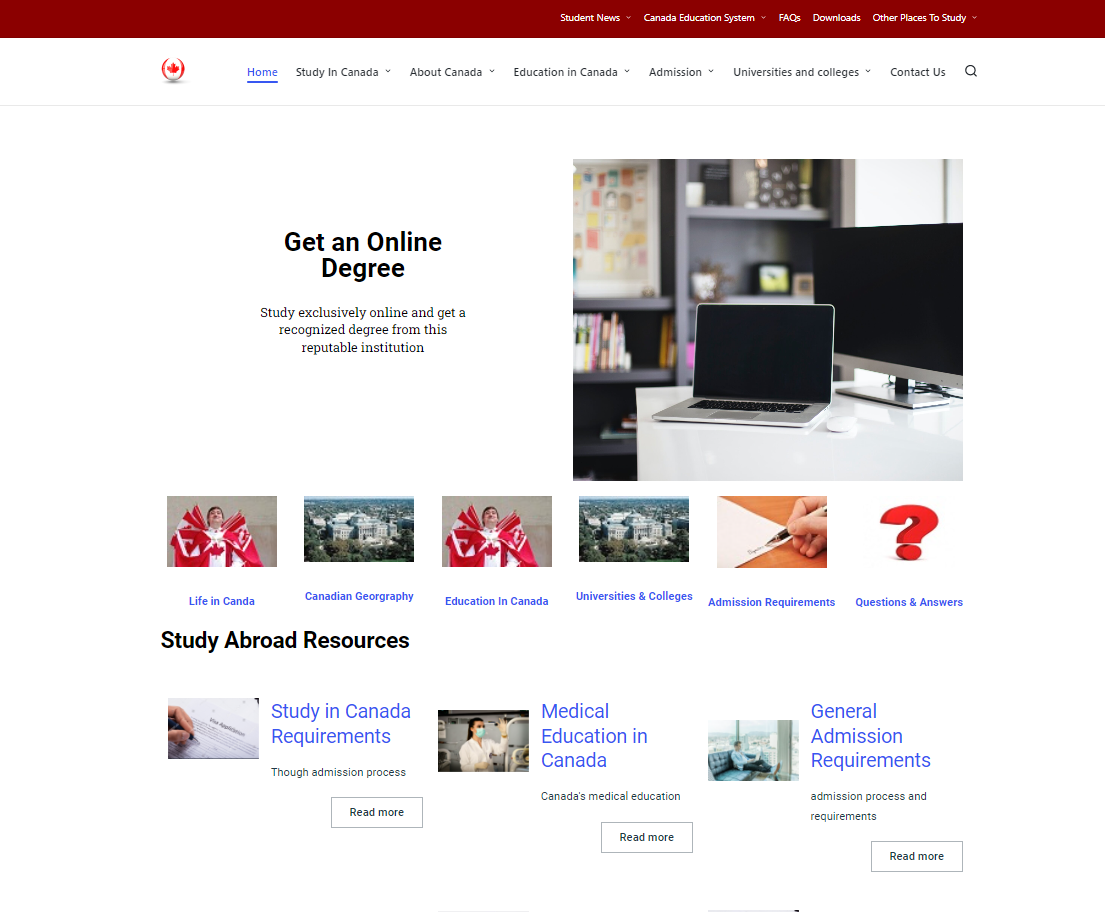 Student News
Canada Education System
FAQs
Downloads
Other Places To Study
Home
Study In Canada
About Canada
Education in Canada
Admission
Universities and colleges
Contact Us
Get an Online
Degree
Study exclusively online and get a
recognized degree from this
reputable institution
Life in Canda
Canadian Georgraphy
Education In Canada
Universities & Colleges
Admission Requirements
Questions & Answers
Study Abroad Resources
Visa Application
Study in Canada
Requirements
Though admission process
Read more
Medical
Education in
Canada
Canada's medical education
Read more
General
Admission
Requirements
admission process and
requirements
Read more